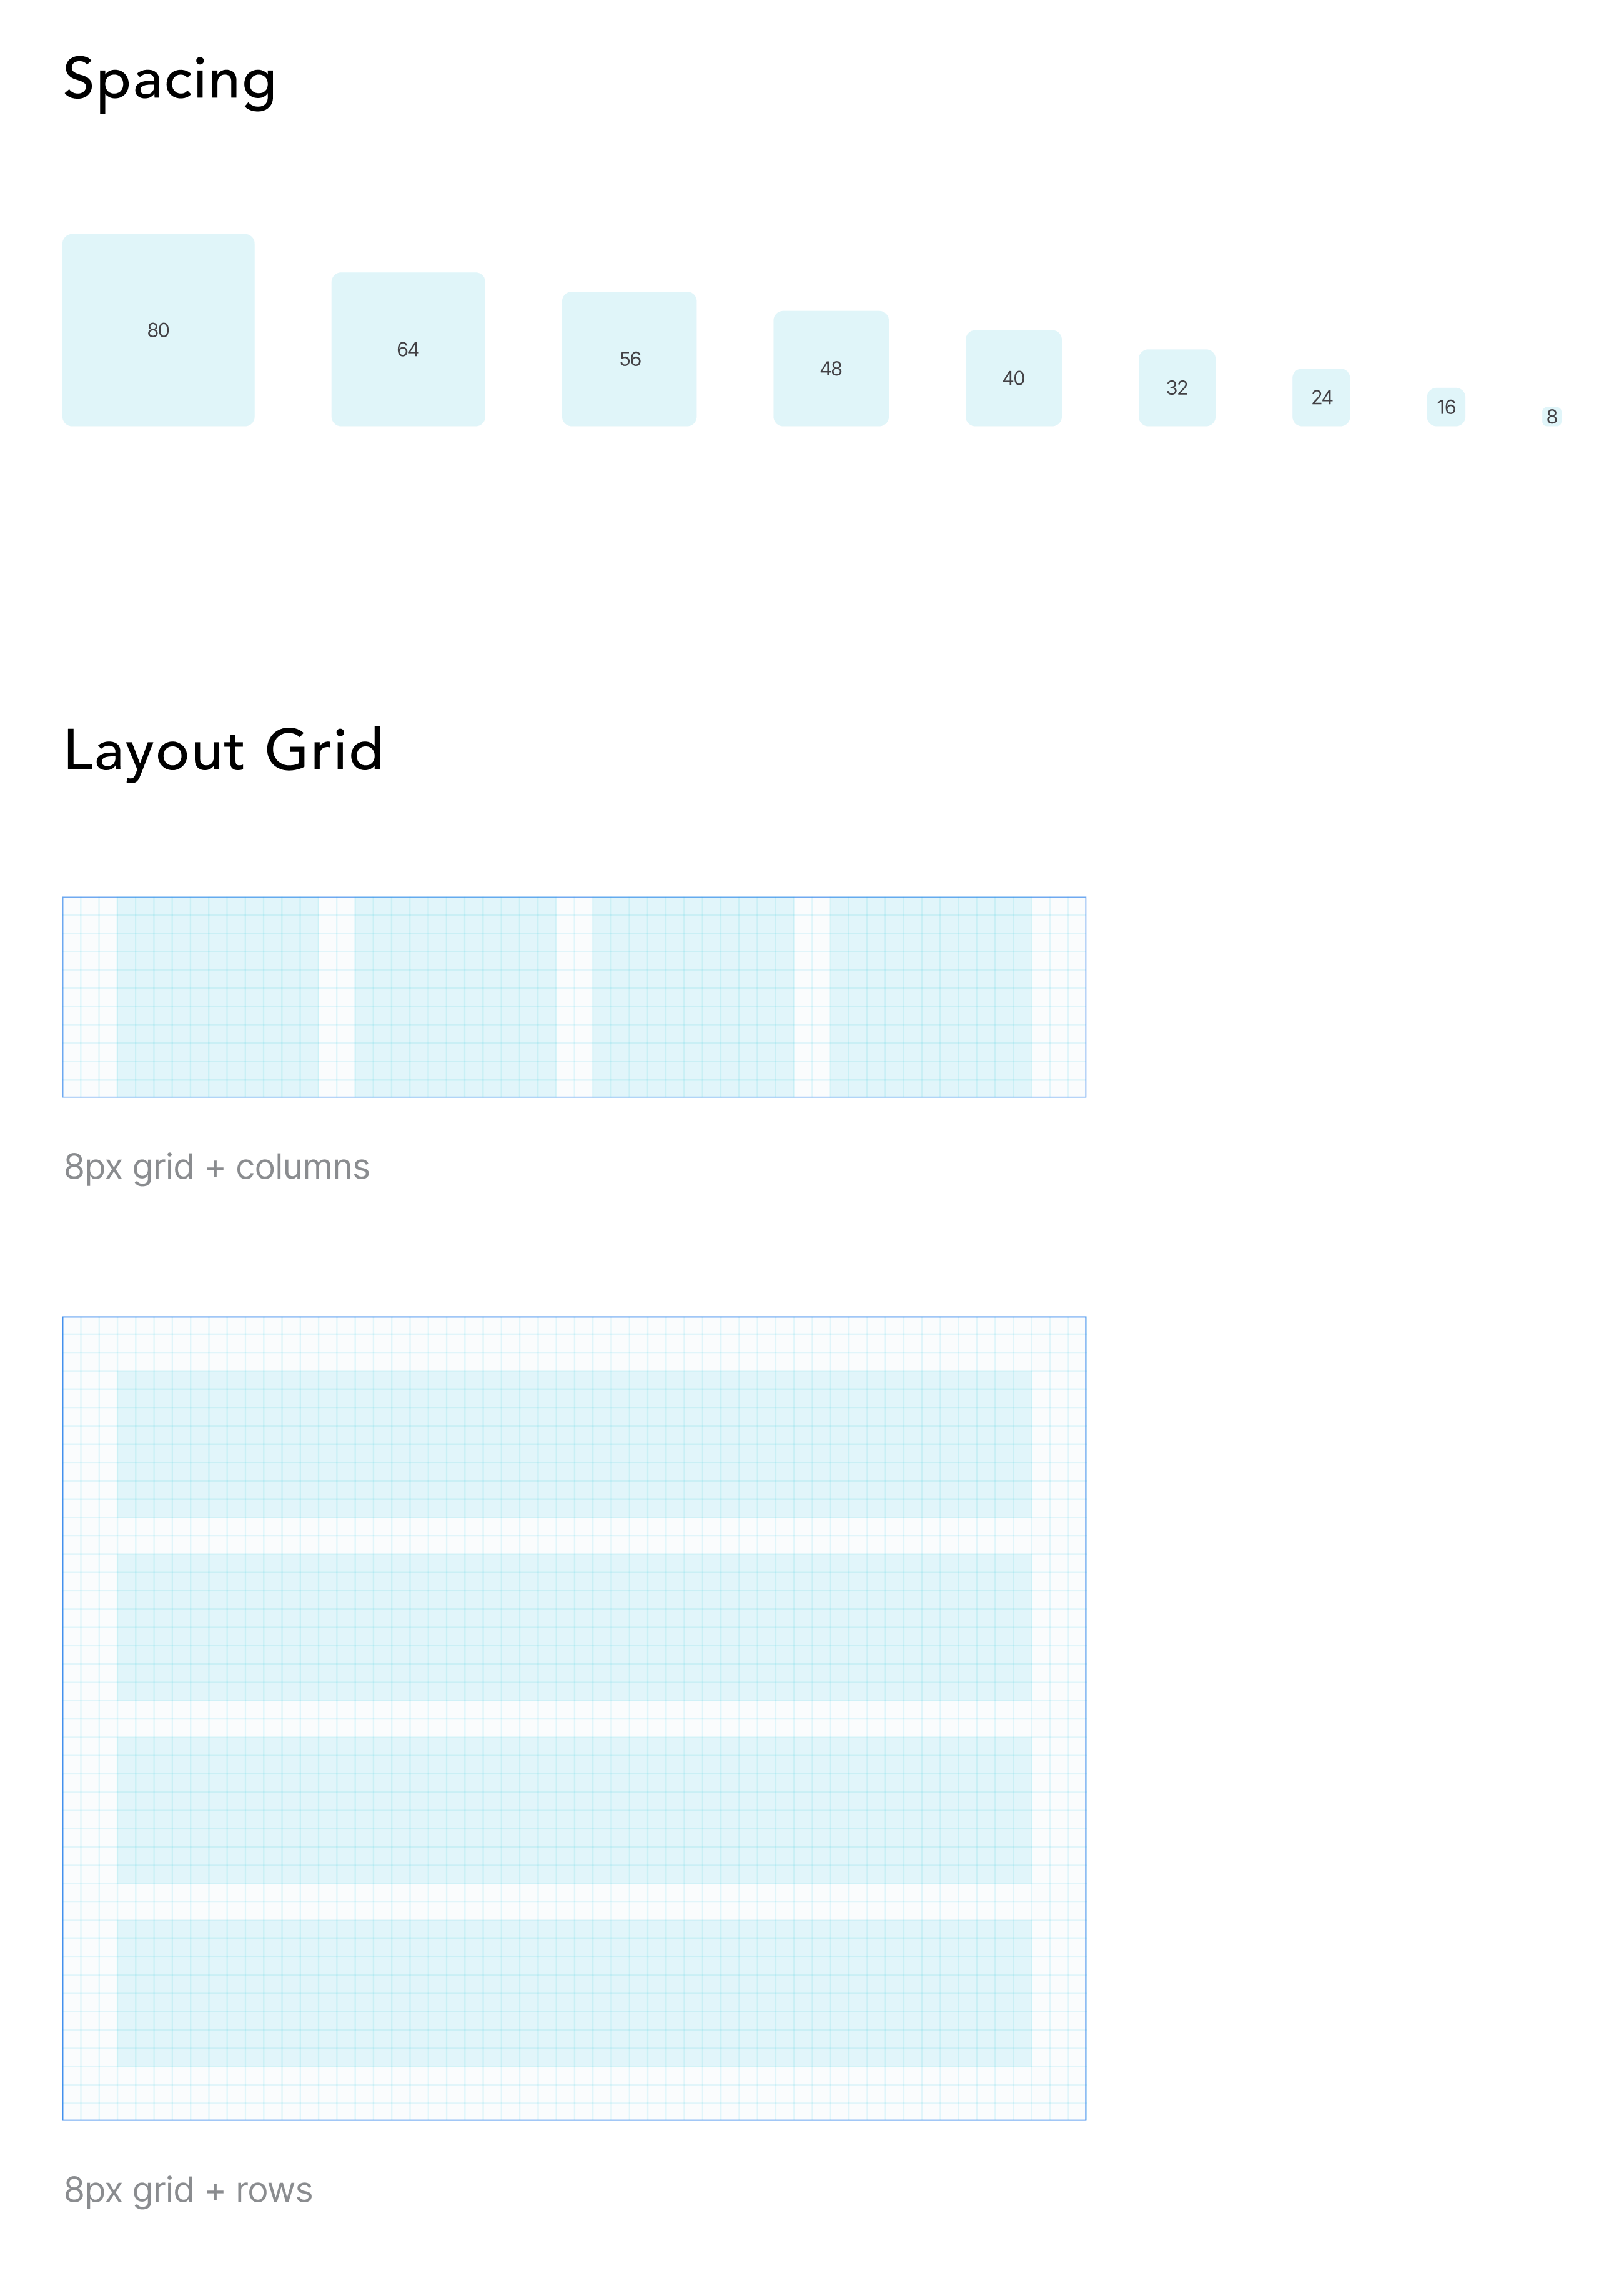 Spacing
80
64
56
48
40
32
24
16
8
Layout Grid
8px grid + columns
8px grid + rows